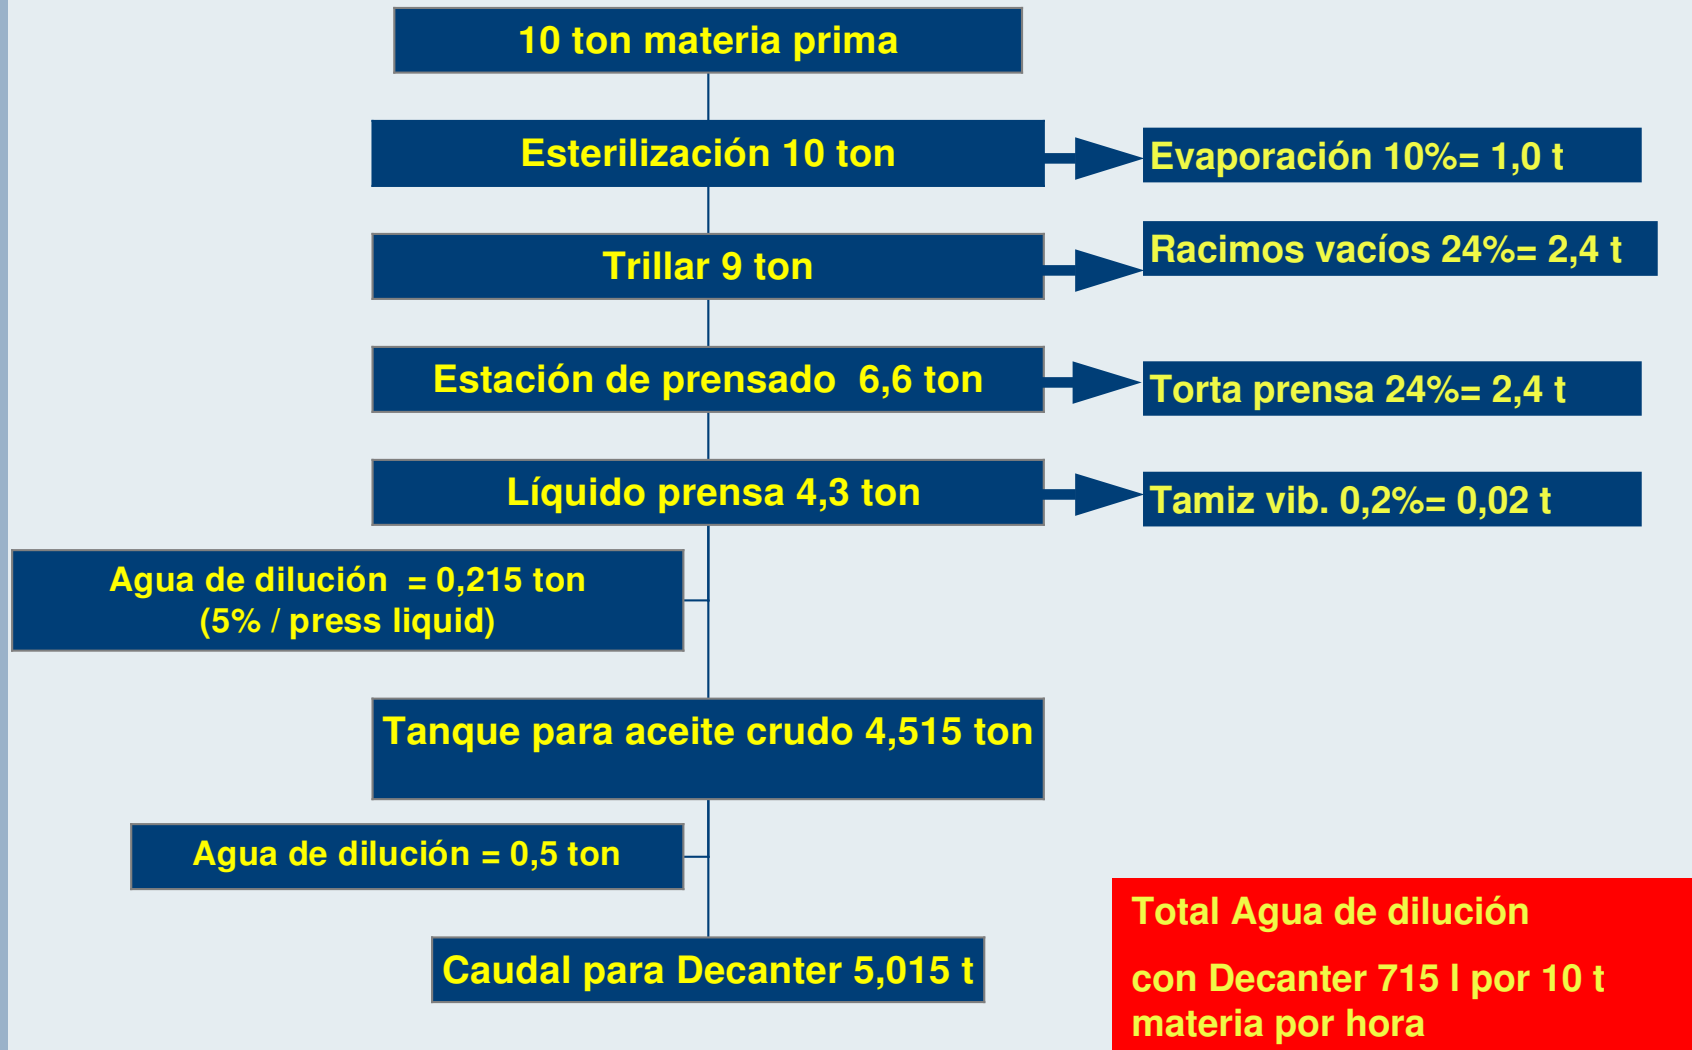 10 ton materia prima
Esterilización 10 ton
Evaporación 10%= 1,0 t
Trillar 9 ton
Racimos vacíos 24%= 2,4 t
Estación de prensado  6,6 ton
Torta prensa 24%= 2,4 t
Líquido prensa 4,3 ton
Tamiz vib. 0,2%= 0,02 t
Agua de dilución  = 0,215 ton
(5% / press liquid)
Tanque para aceite crudo 4,515 ton
Agua de dilución = 0,5 ton
Caudal para Decanter 5,015 t
Total Agua de dilución
con Decanter 715 l por 10 t
materia por hora